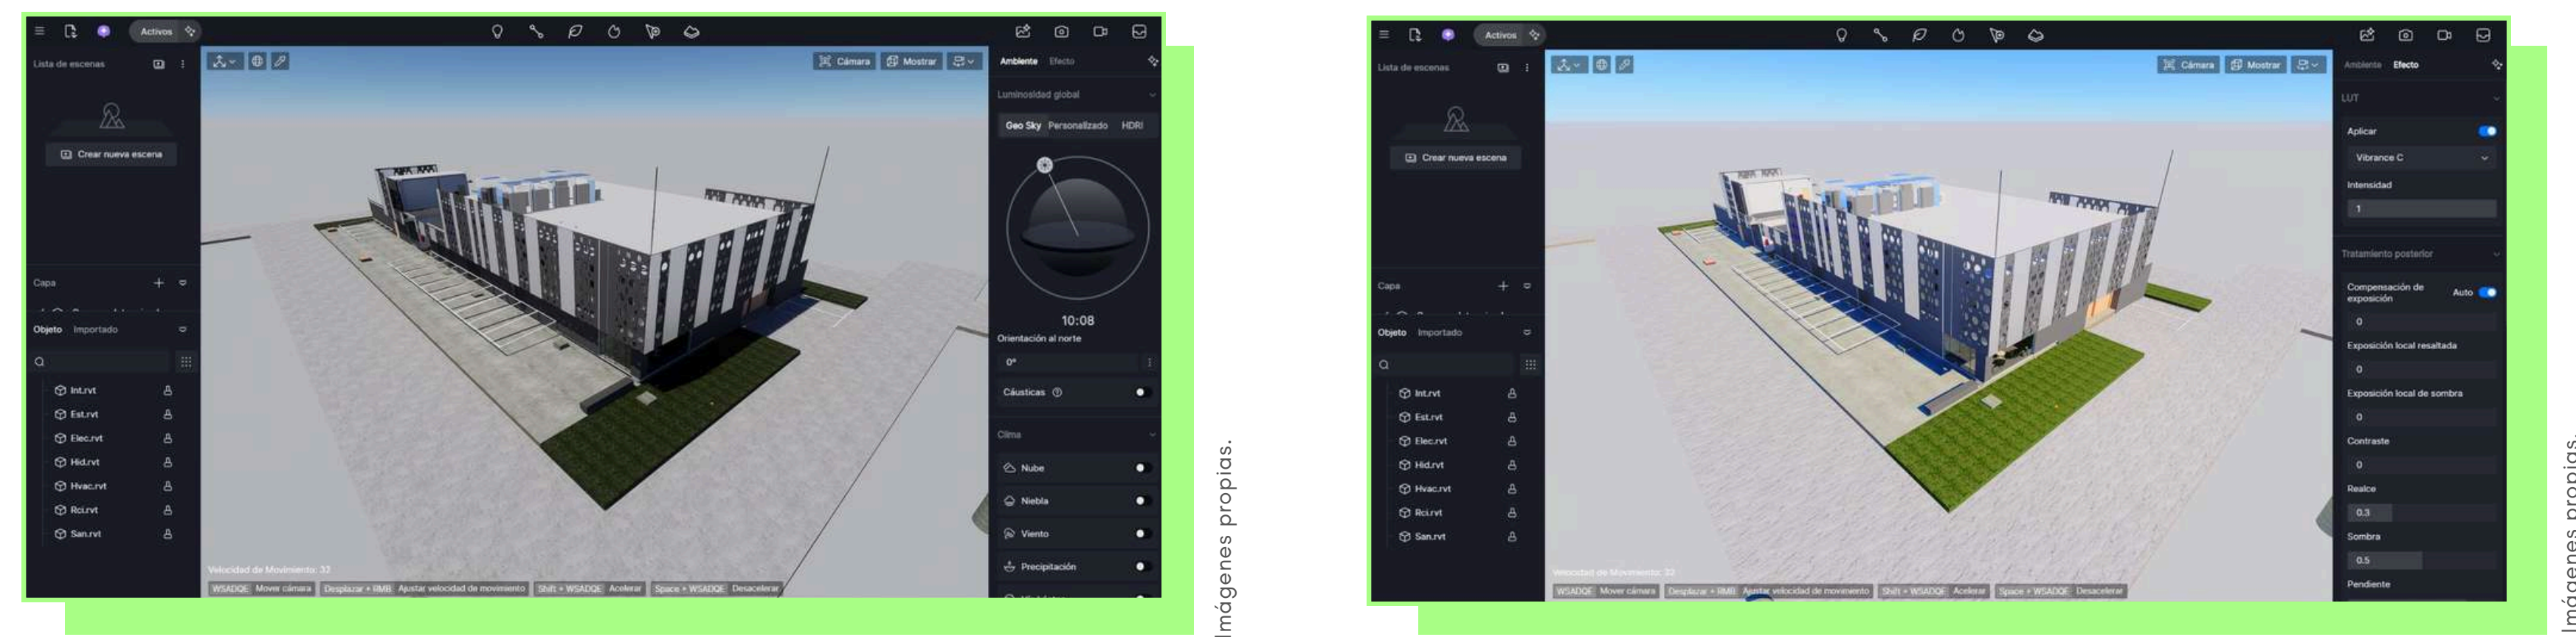 Activos
Lista de escenas
Crear nueva escena
Capa
Objeto Importado
Int.rvt
Est.rvt
Elec.rvt
Hid.rvt
Hvac.rvt
Rci.rvt
San.rvt
Cámara Mostrar
Velocidad de Movimiento: 32
WSADQE Mover cámara Desplazar + RMB Ajustar velocidad de movimiento Shift + WSADQE Acelerar Space + WSADQE Desacelerar
Ambiente Efecto
Luminosidad global
Geo Sky Personalizado HDRI
10:08
Orientación al norte
0°
Cáusticas
Clima
Nube
Niebla
Viento
Precipitación
Imágenes propias.
Activos
Lista de escenas
Crear nueva escena
Capa
Objeto Importado
Int.rvt
Est.rvt
Elec.rvt
Hid.rvt
Hvac.rvt
Rci.rvt
San.rvt
Cámara Mostrar
Velocidad de Movimiento: 32
WSADQE Mover cámara Desplazar + RMB Ajustar velocidad de movimiento Shift + WSADQE Acelerar Space + WSADQE Desacelerar
Ambiente Efecto
LUT
Aplicar
Vibrance C
Intensidad
1
Tratamiento posterior
Compensación de
exposición
Auto
0
Exposición local resaltada
0
Exposición local de sombra
0
Contraste
0
Realce
0.3
Sombra
0.5
Pendiente
Imágenes propias.